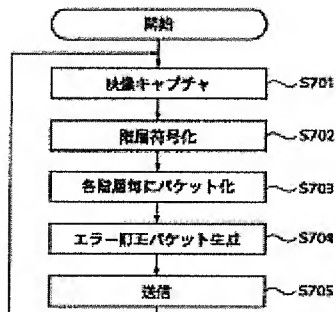 開始
映像キャプチャ S701
階層符号化 S702
各階層毎にパケット化 S703
エラー訂正パケット生成 S704
送信 S705